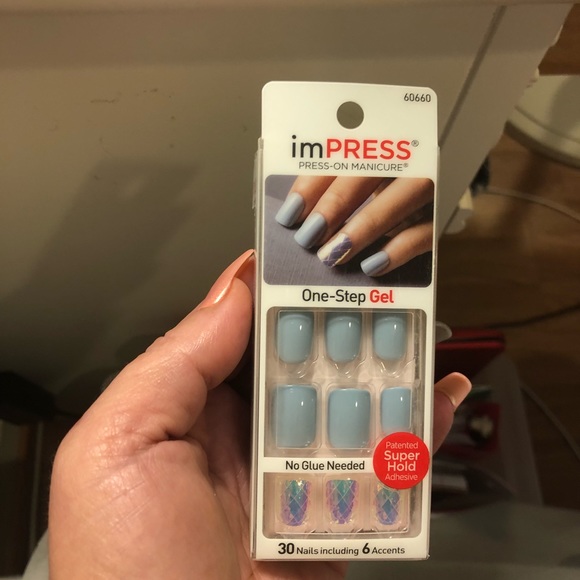 60660
imPRESS®
PRESS-ON MANICURE®
One-Step Gel
No Glue Needed
Patented
Super
Hold
Adhesive
30 Nails including 6 Accents